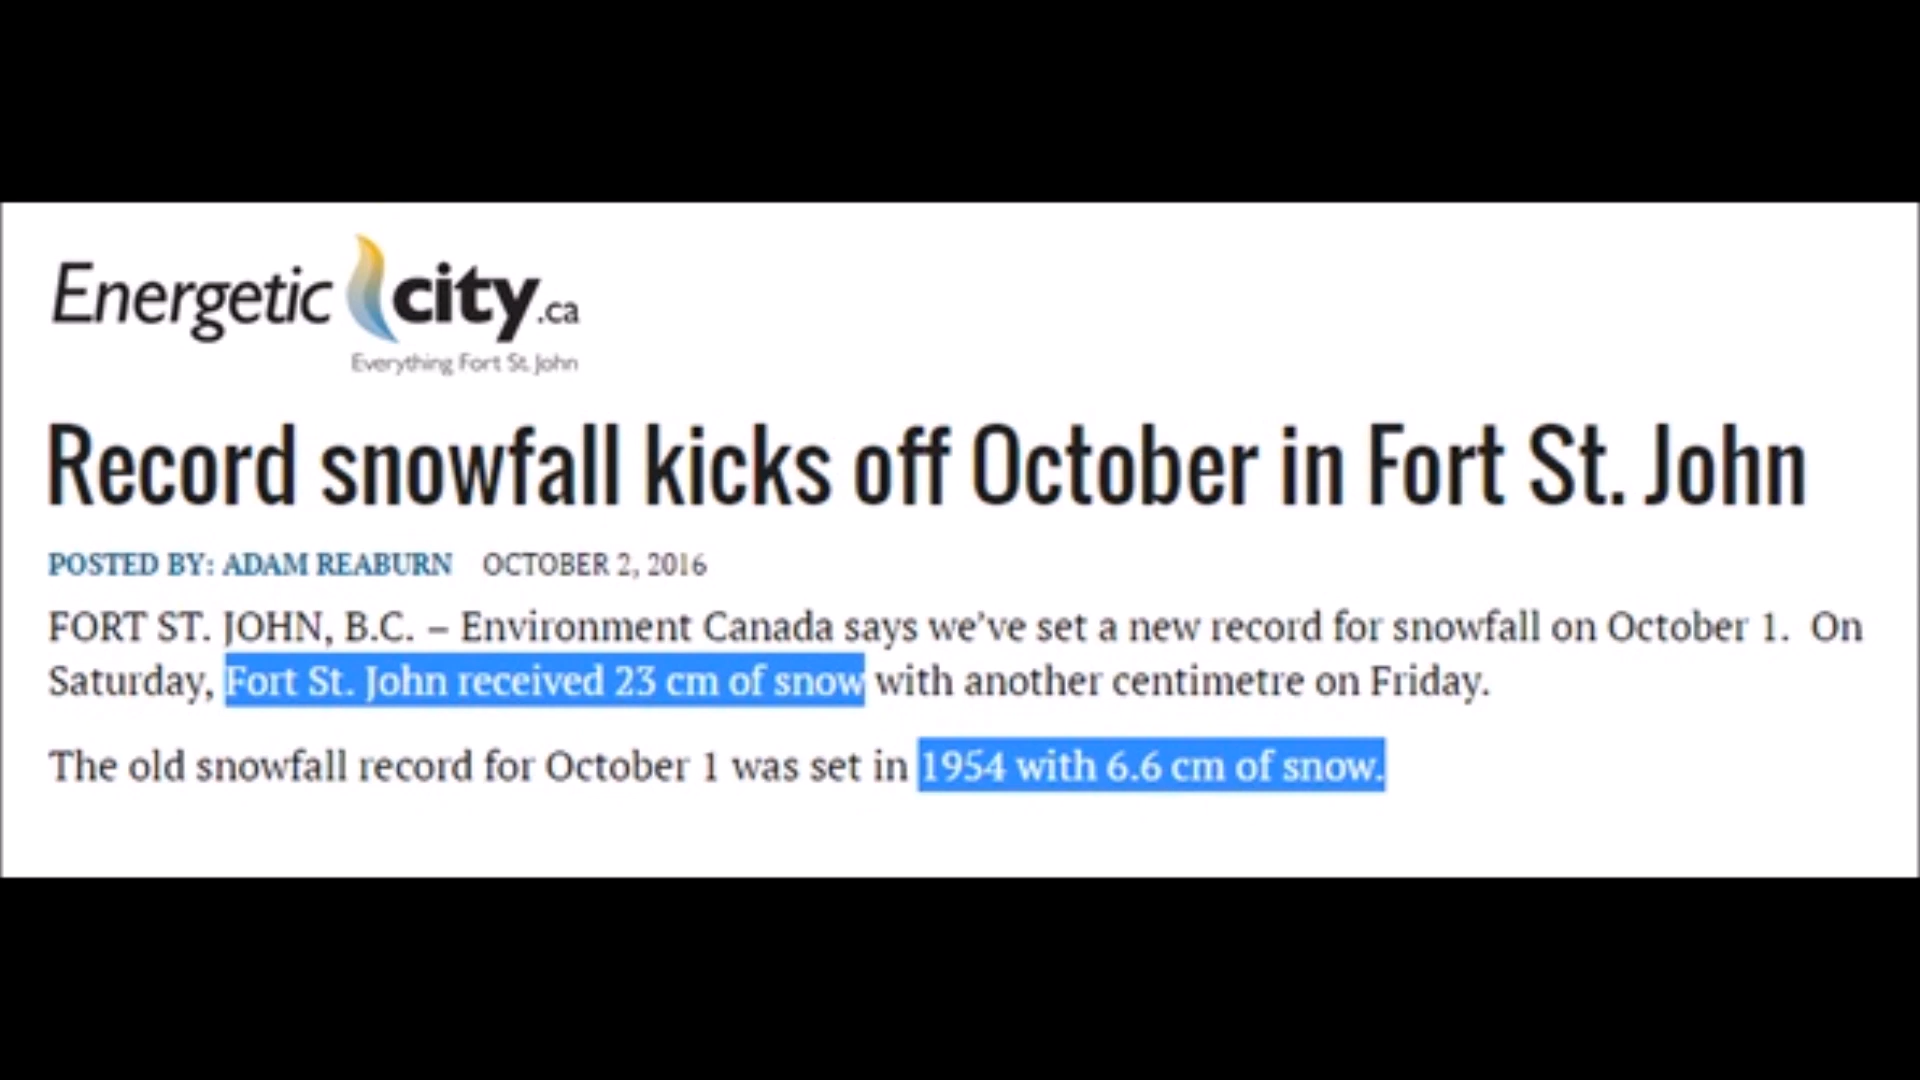 Energetic city.ca
Everything Fort St. John
Record snowfall kicks off October in Fort St. John
POSTED BY: ADAM REABURN OCTOBER 2, 2016
FORT ST. JOHN, B.C. – Environment Canada says we’ve set a new record for snowfall on October 1. On
Saturday, Fort St. John received 23 cm of snow with another centimetre on Friday.
The old snowfall record for October 1 was set in 1954 with 6.6 cm of snow.